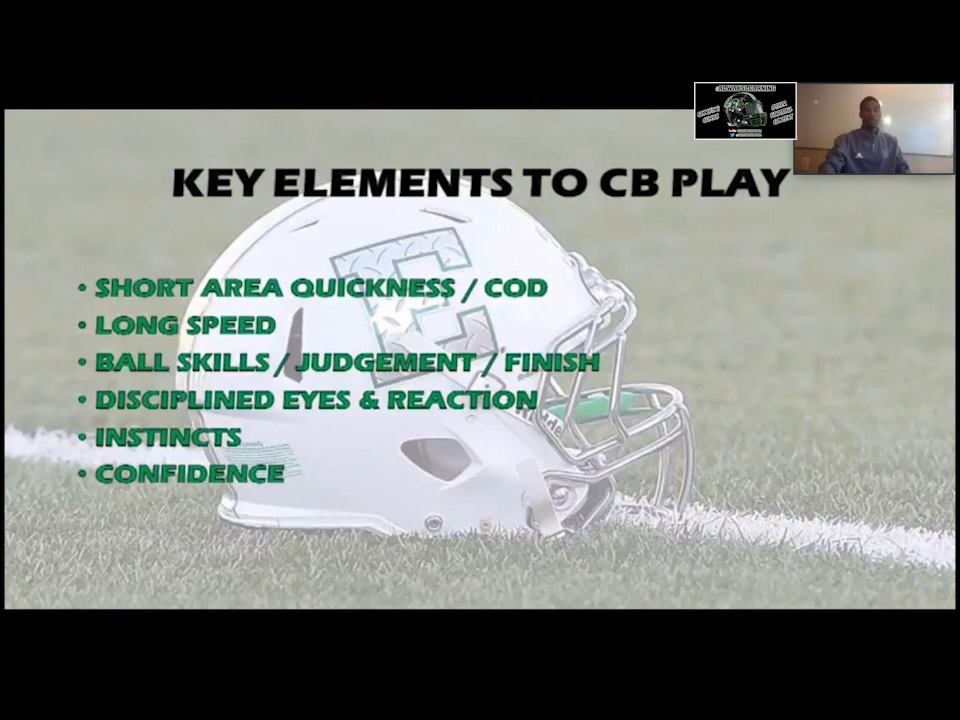 #ALWAYSLEARNING
KEY ELEMENTS TO CB PLAY
• SHORT AREA QUICKNESS / COD
• LONG SPEED
• BALL SKILLS / JUDGEMENT / FINISH
• DISCIPLINED EYES & REACTION
• INSTINCTS
• CONFIDENCE
E